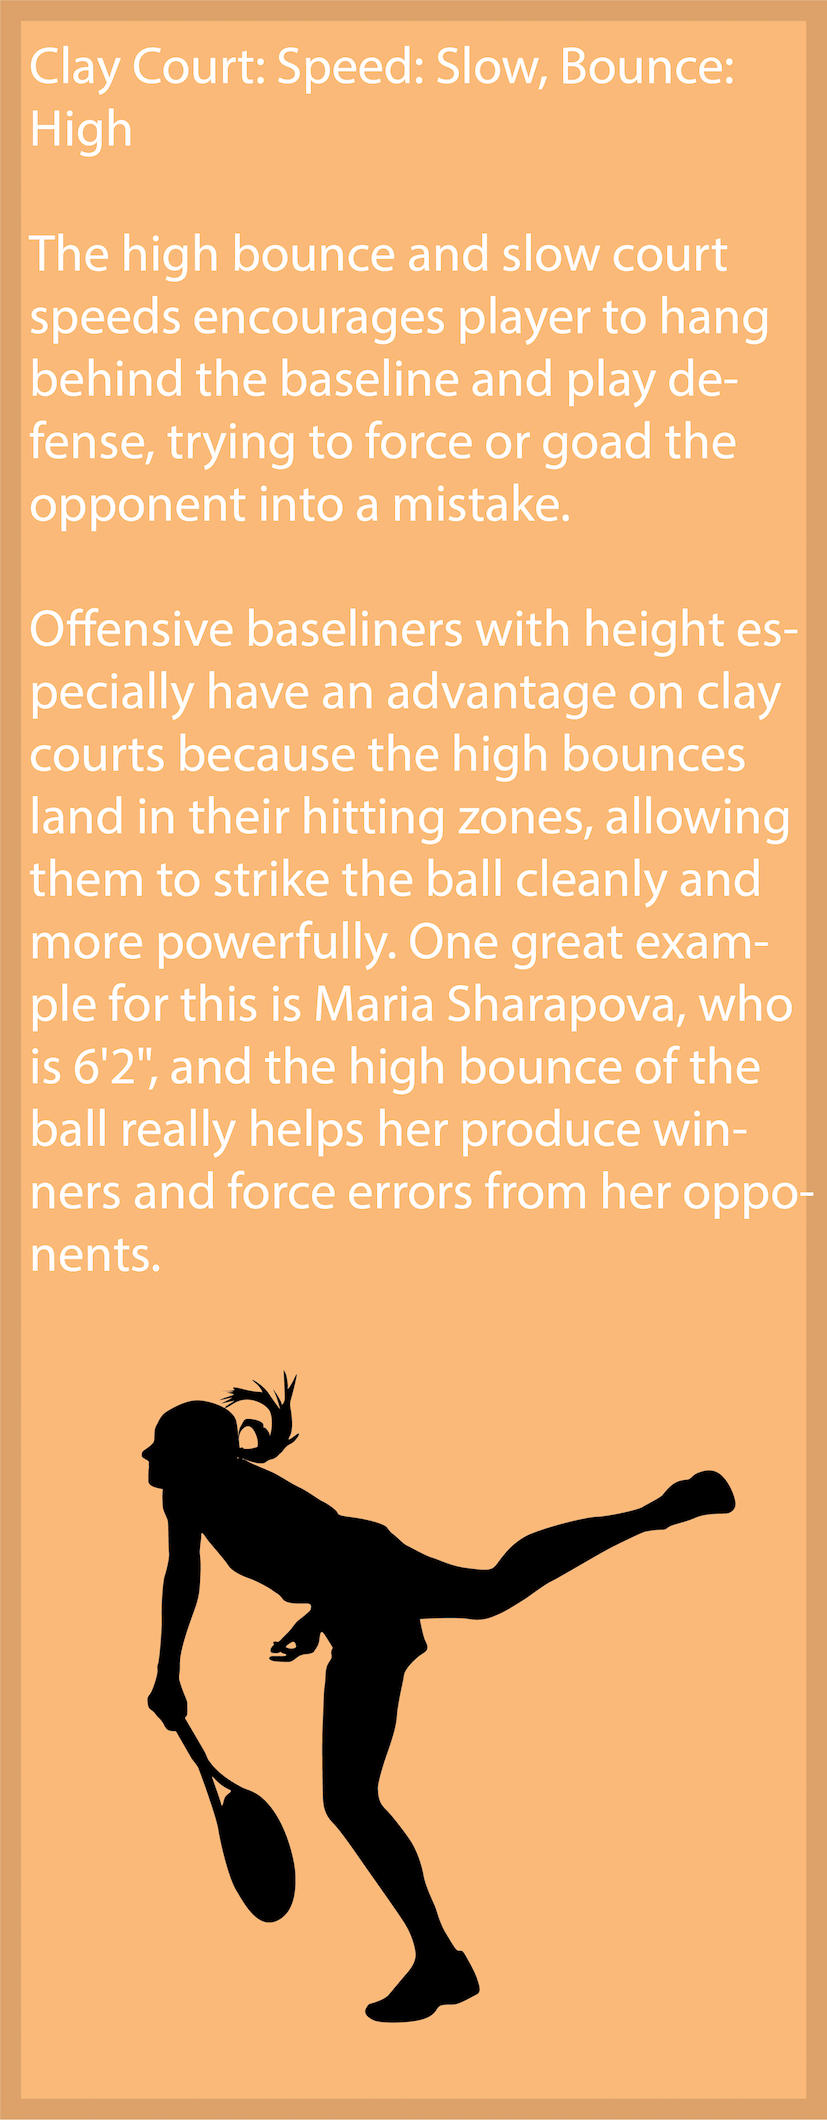 Clay Court: Speed: Slow, Bounce:
High
The high bounce and slow court
speeds encourages player to hang
behind the baseline and play de-
fense, trying to force or goad the
opponent into a mistake.
Offensive baseliners with height es-
pecially have an advantage on clay
courts because the high bounces
land in their hitting zones, allowing
them to strike the ball cleanly and
more powerfully. One great exam-
ple for this is Maria Sharapova, who
is 6'2", and the high bounce of the
ball really helps her produce win-
ners and force errors from her oppo-
nents.